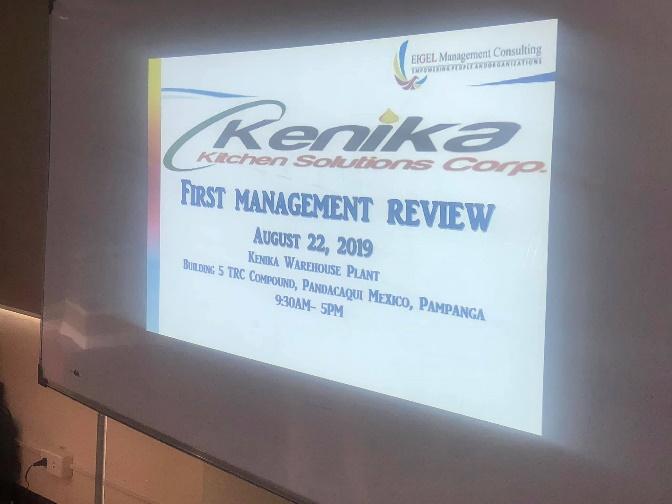 EIGEL Management Consulting
EMPOWERING PEOPLE AND ORGANIZATIONS
Kenika
Kitchen Solutions Corp.
FIRST MANAGEMENT REVIEW
AUGUST 22, 2019
KENIKA WAREHOUSE PLANT
BUILDING 5 TRC COMPOUND, PANDACAQUI MEXICO, PAMPANGA
9:30AM- 5PM